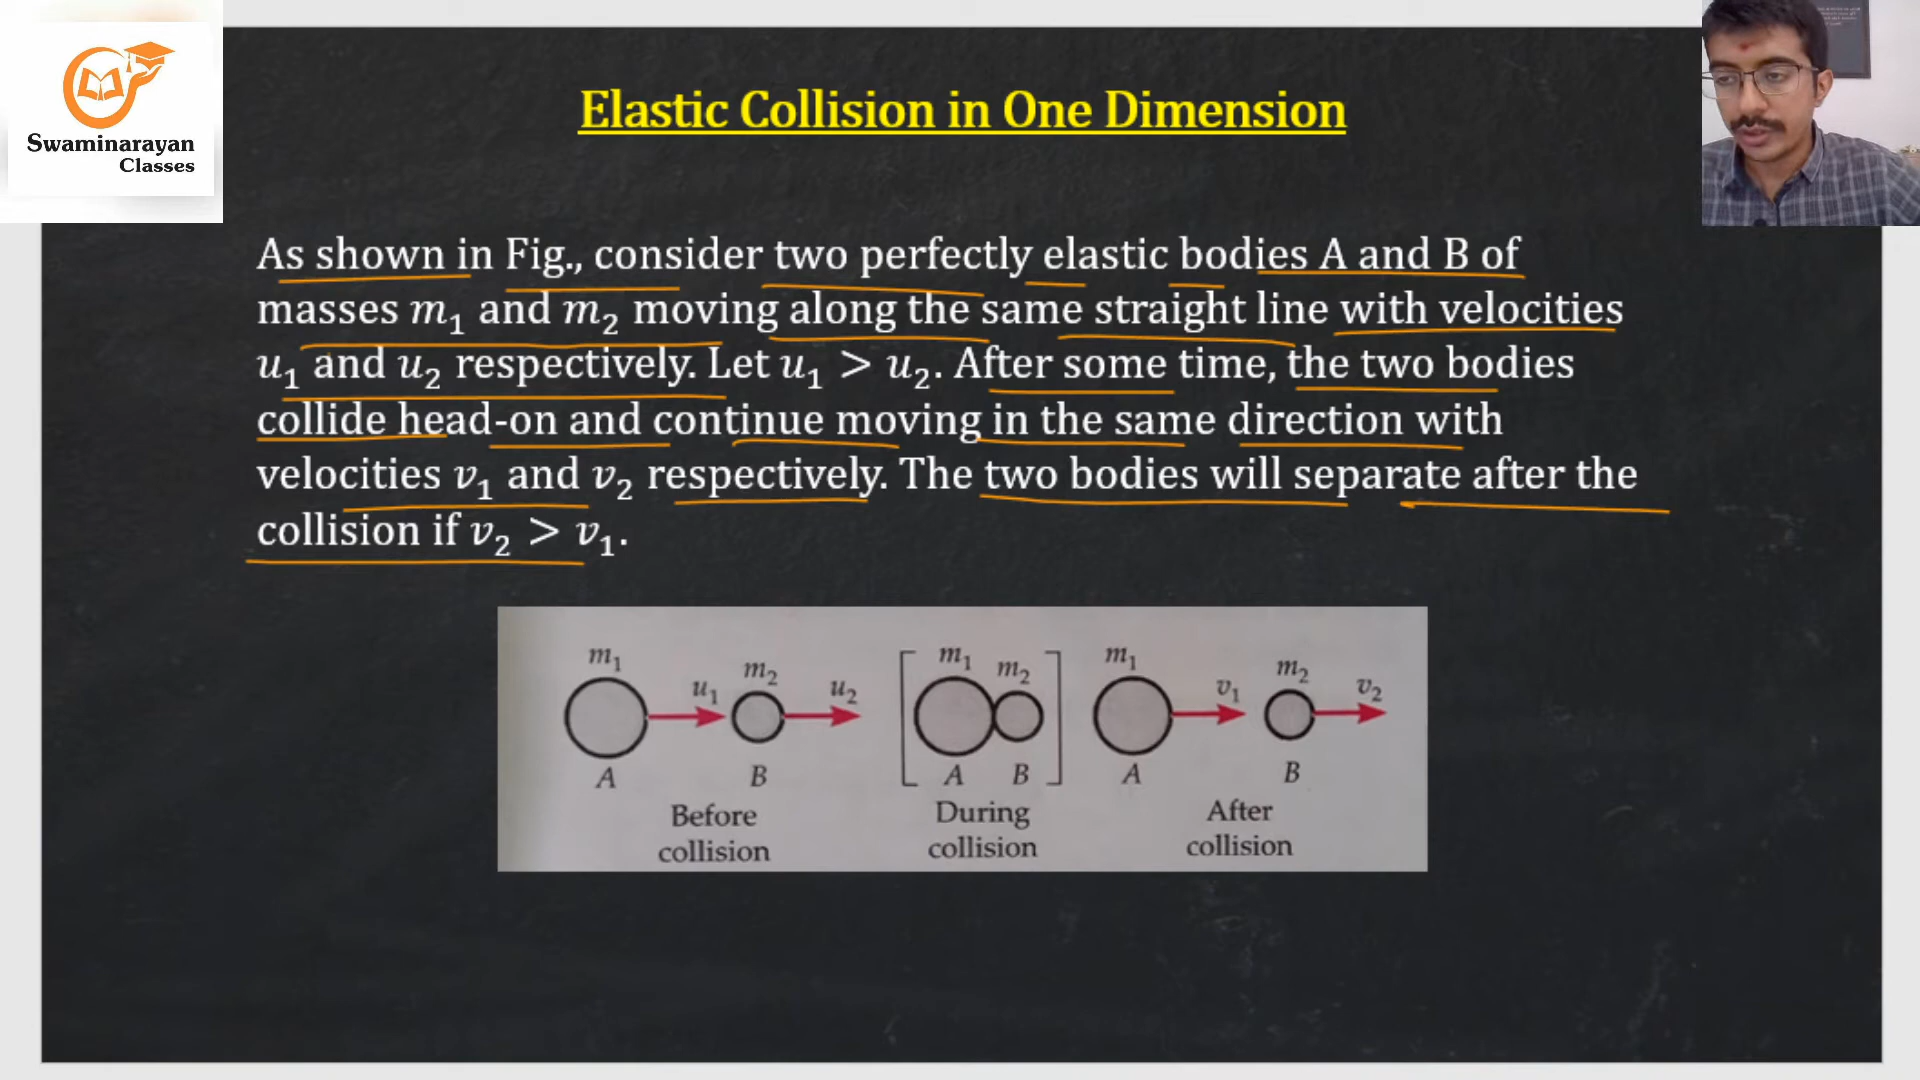 Swaminarayan
Classes
Elastic Collision in One Dimension
As shown in Fig., consider two perfectly elastic bodies A and B of
masses m₁ and m₂ moving along the same straight line with velocities
u₁ and u₂ respectively. Let u₁ > u₂. After some time, the two bodies
collide head-on and continue moving in the same direction with
velocities v₁ and v₂ respectively. The two bodies will separate after the
collision if v₂ > v₁.
m₁ m₂ u₁ u₂
A B
Before
collision
m₁ m₂
A B
During
collision
m₁ m₂ v₁ v₂
A B
After
collision